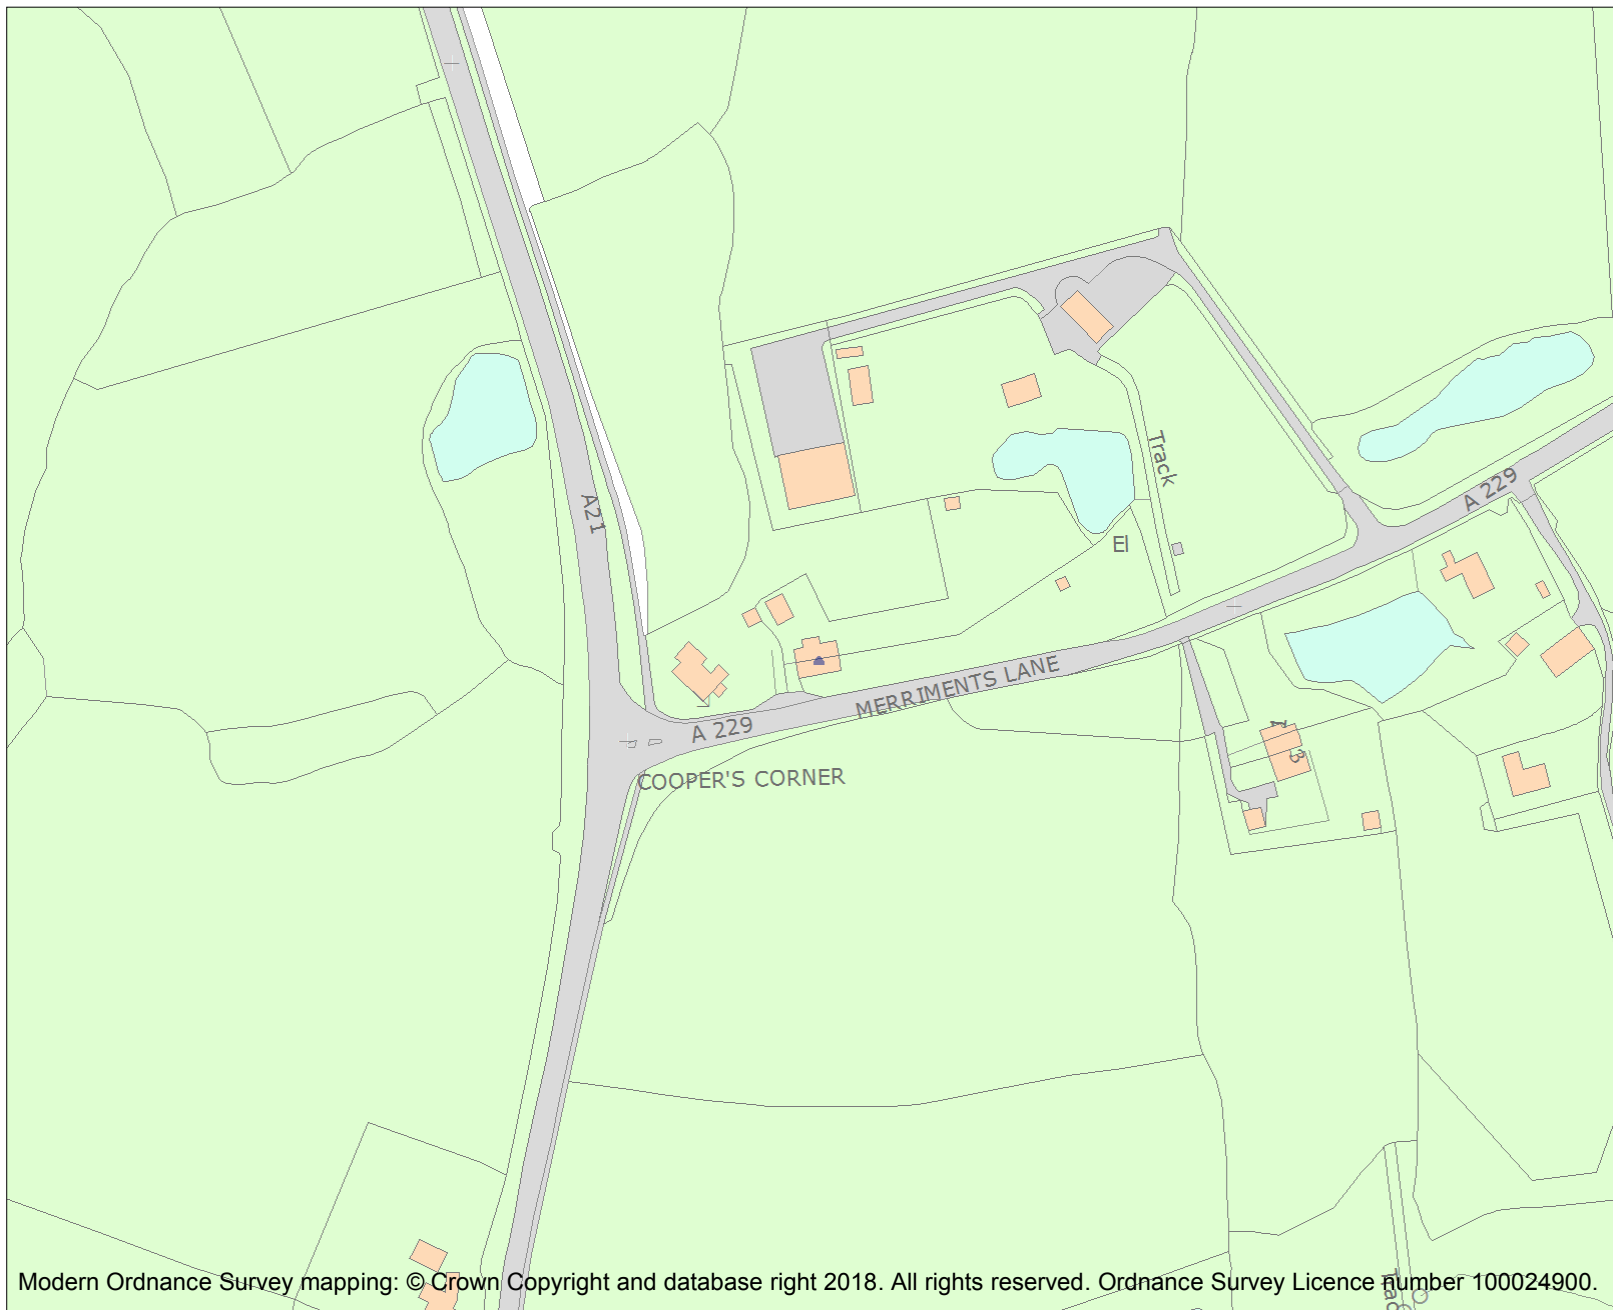 Track
A 229
A21
El
MERRIMENTS LANE
A 229
COOPER'S CORNER
3
Modern Ordnance Survey mapping: © Crown Copyright and database right 2018. All rights reserved. Ordnance Survey Licence number 100024900.